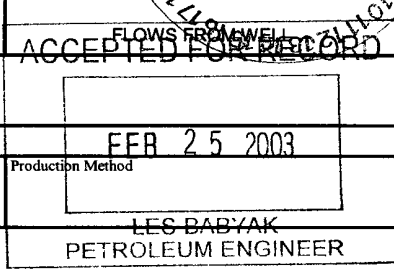 FLOWS FROM WELL
ACCEPTED FOR RECORD
FEB 25 2003
Production Method
LES BABYAK
PETROLEUM ENGINEER